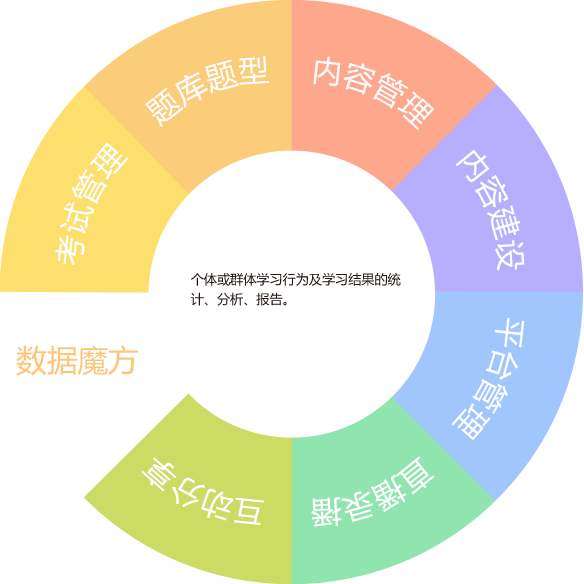 题库题型
内容管理
考试管理
内容建设
个体或群体学习行为及学习结果的统
计、分析、报告。
数据魔方
平台管理
互动分享
直播录播